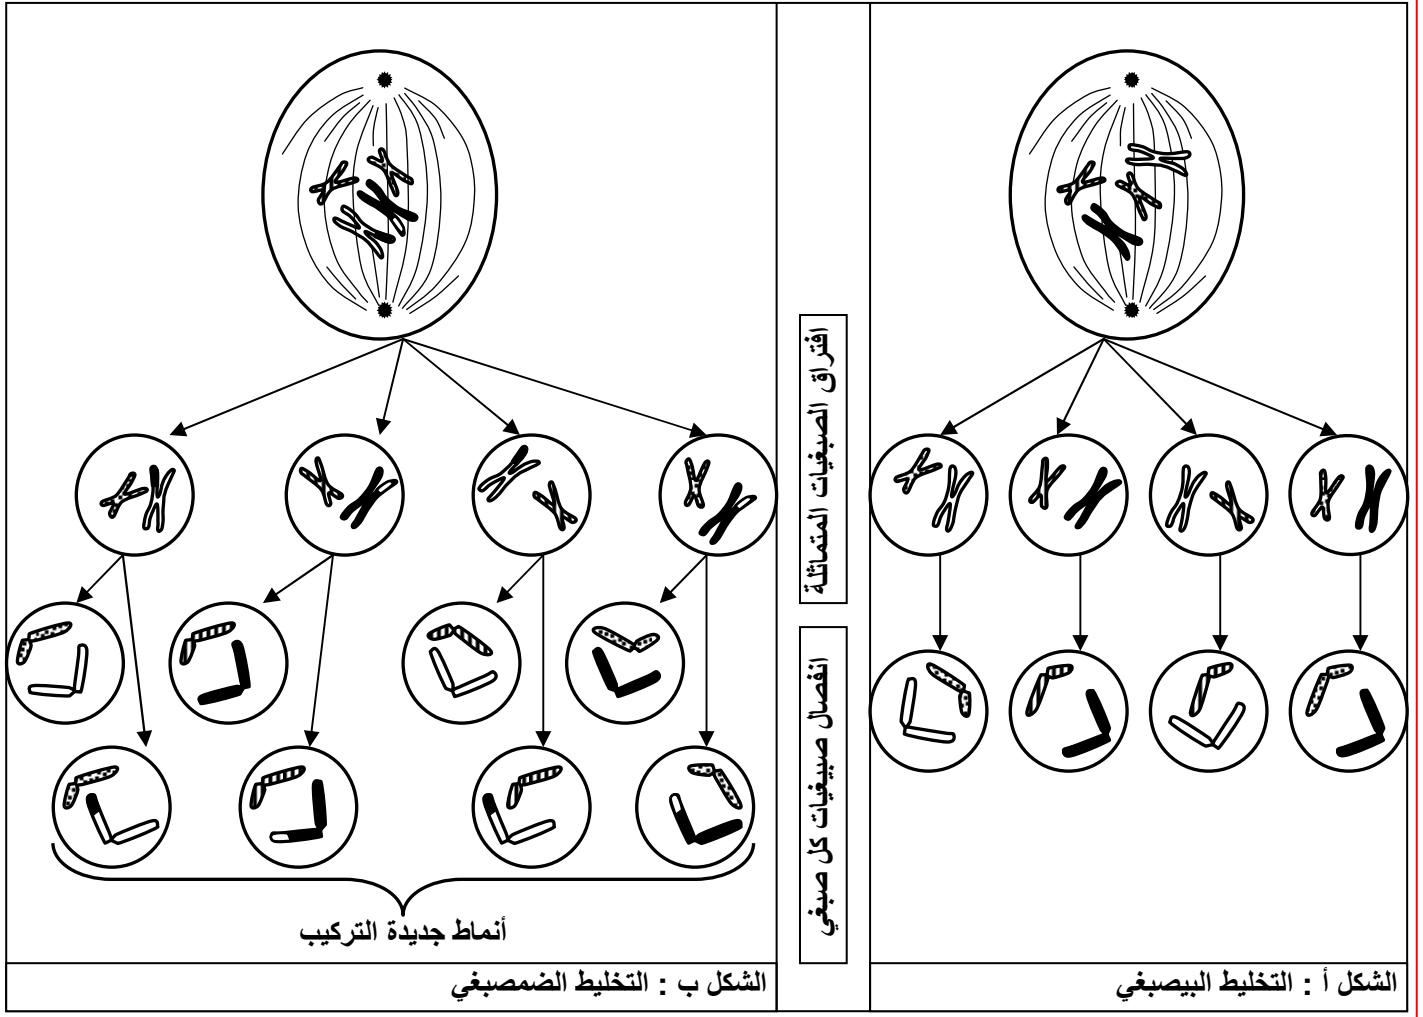 افتراق الصبغيات المتماثلة
انفصال صبيغيات كل صبغي
أنماط جديدة التركيب
الشكل أ : التخليط البيصبغي
الشكل ب : التخليط الضمصبغي